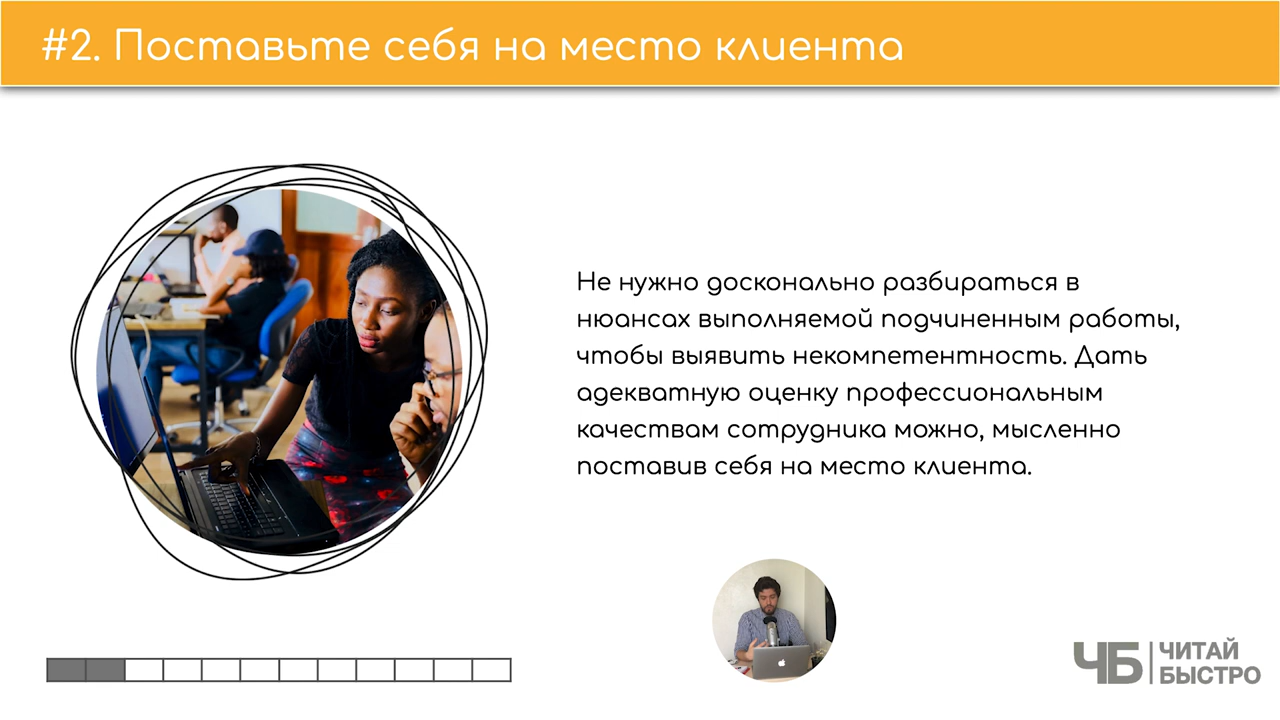 #2. Поставьте себя на место клиента
Не нужно досконально разбираться в
нюансах выполняемой подчиненным работы,
чтобы выявить некомпетентность. Дать
адекватную оценку профессиональным
качествам сотрудника можно, мысленно
поставив себя на место клиента.
ЧБ
ЧИТАЙ
БЫСТРО